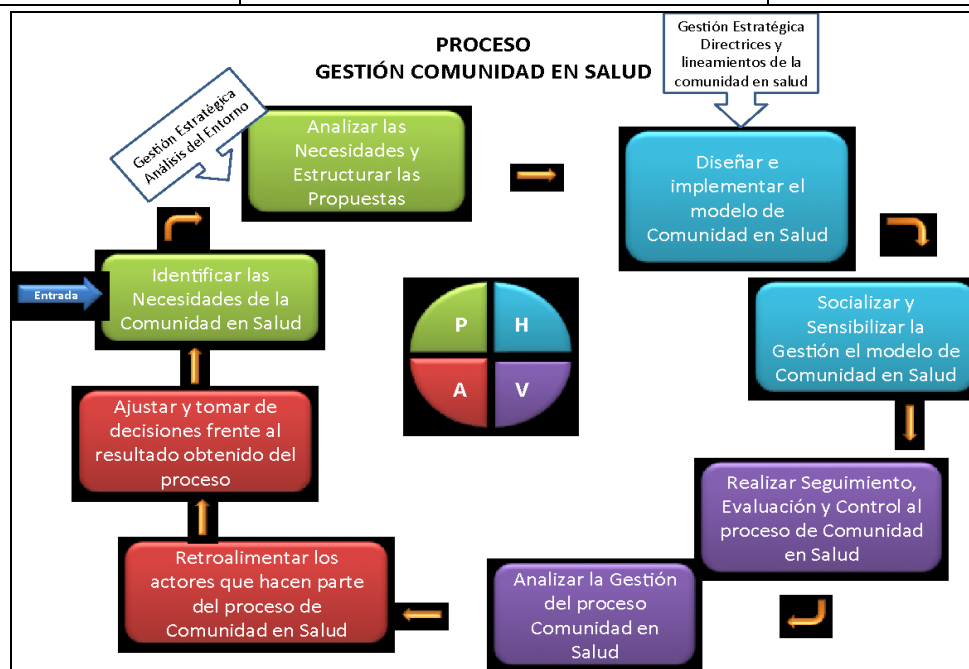 PROCESO
GESTIÓN COMUNIDAD EN SALUD
Gestión Estratégica
Directrices y
lineamientos de la
comunidad en salud
Gestión Estratégica
Análisis del Entorno
Analizar las
Necesidades y
Estructurar las
Propuestas
Diseñar e
implementar el
modelo de
Comunidad en Salud
Entrada
Identificar las
Necesidades de la
Comunidad en Salud
Socializar y
Sensibilizar la
Gestión el modelo de
Comunidad en Salud
P
H
A
V
Ajustar y tomar de
decisiones frente al
resultado obtenido del
proceso
Realizar Seguimiento,
Evaluación y Control al
proceso de Comunidad
en Salud
Retroalimentar los
actores que hacen parte
del proceso de
Comunidad en Salud
Analizar la Gestión
del proceso
Comunidad en
Salud